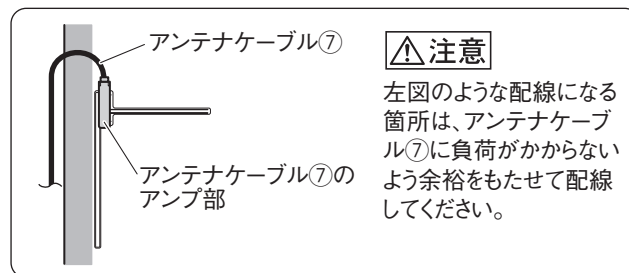 アンテナケーブル⑦
アンテナケーブル⑦の
アンプ部
注意
左図のような配線になる
箇所は、アンテナケーブ
ル⑦に負荷がかからない
よう余裕をもたせて配線
してください。